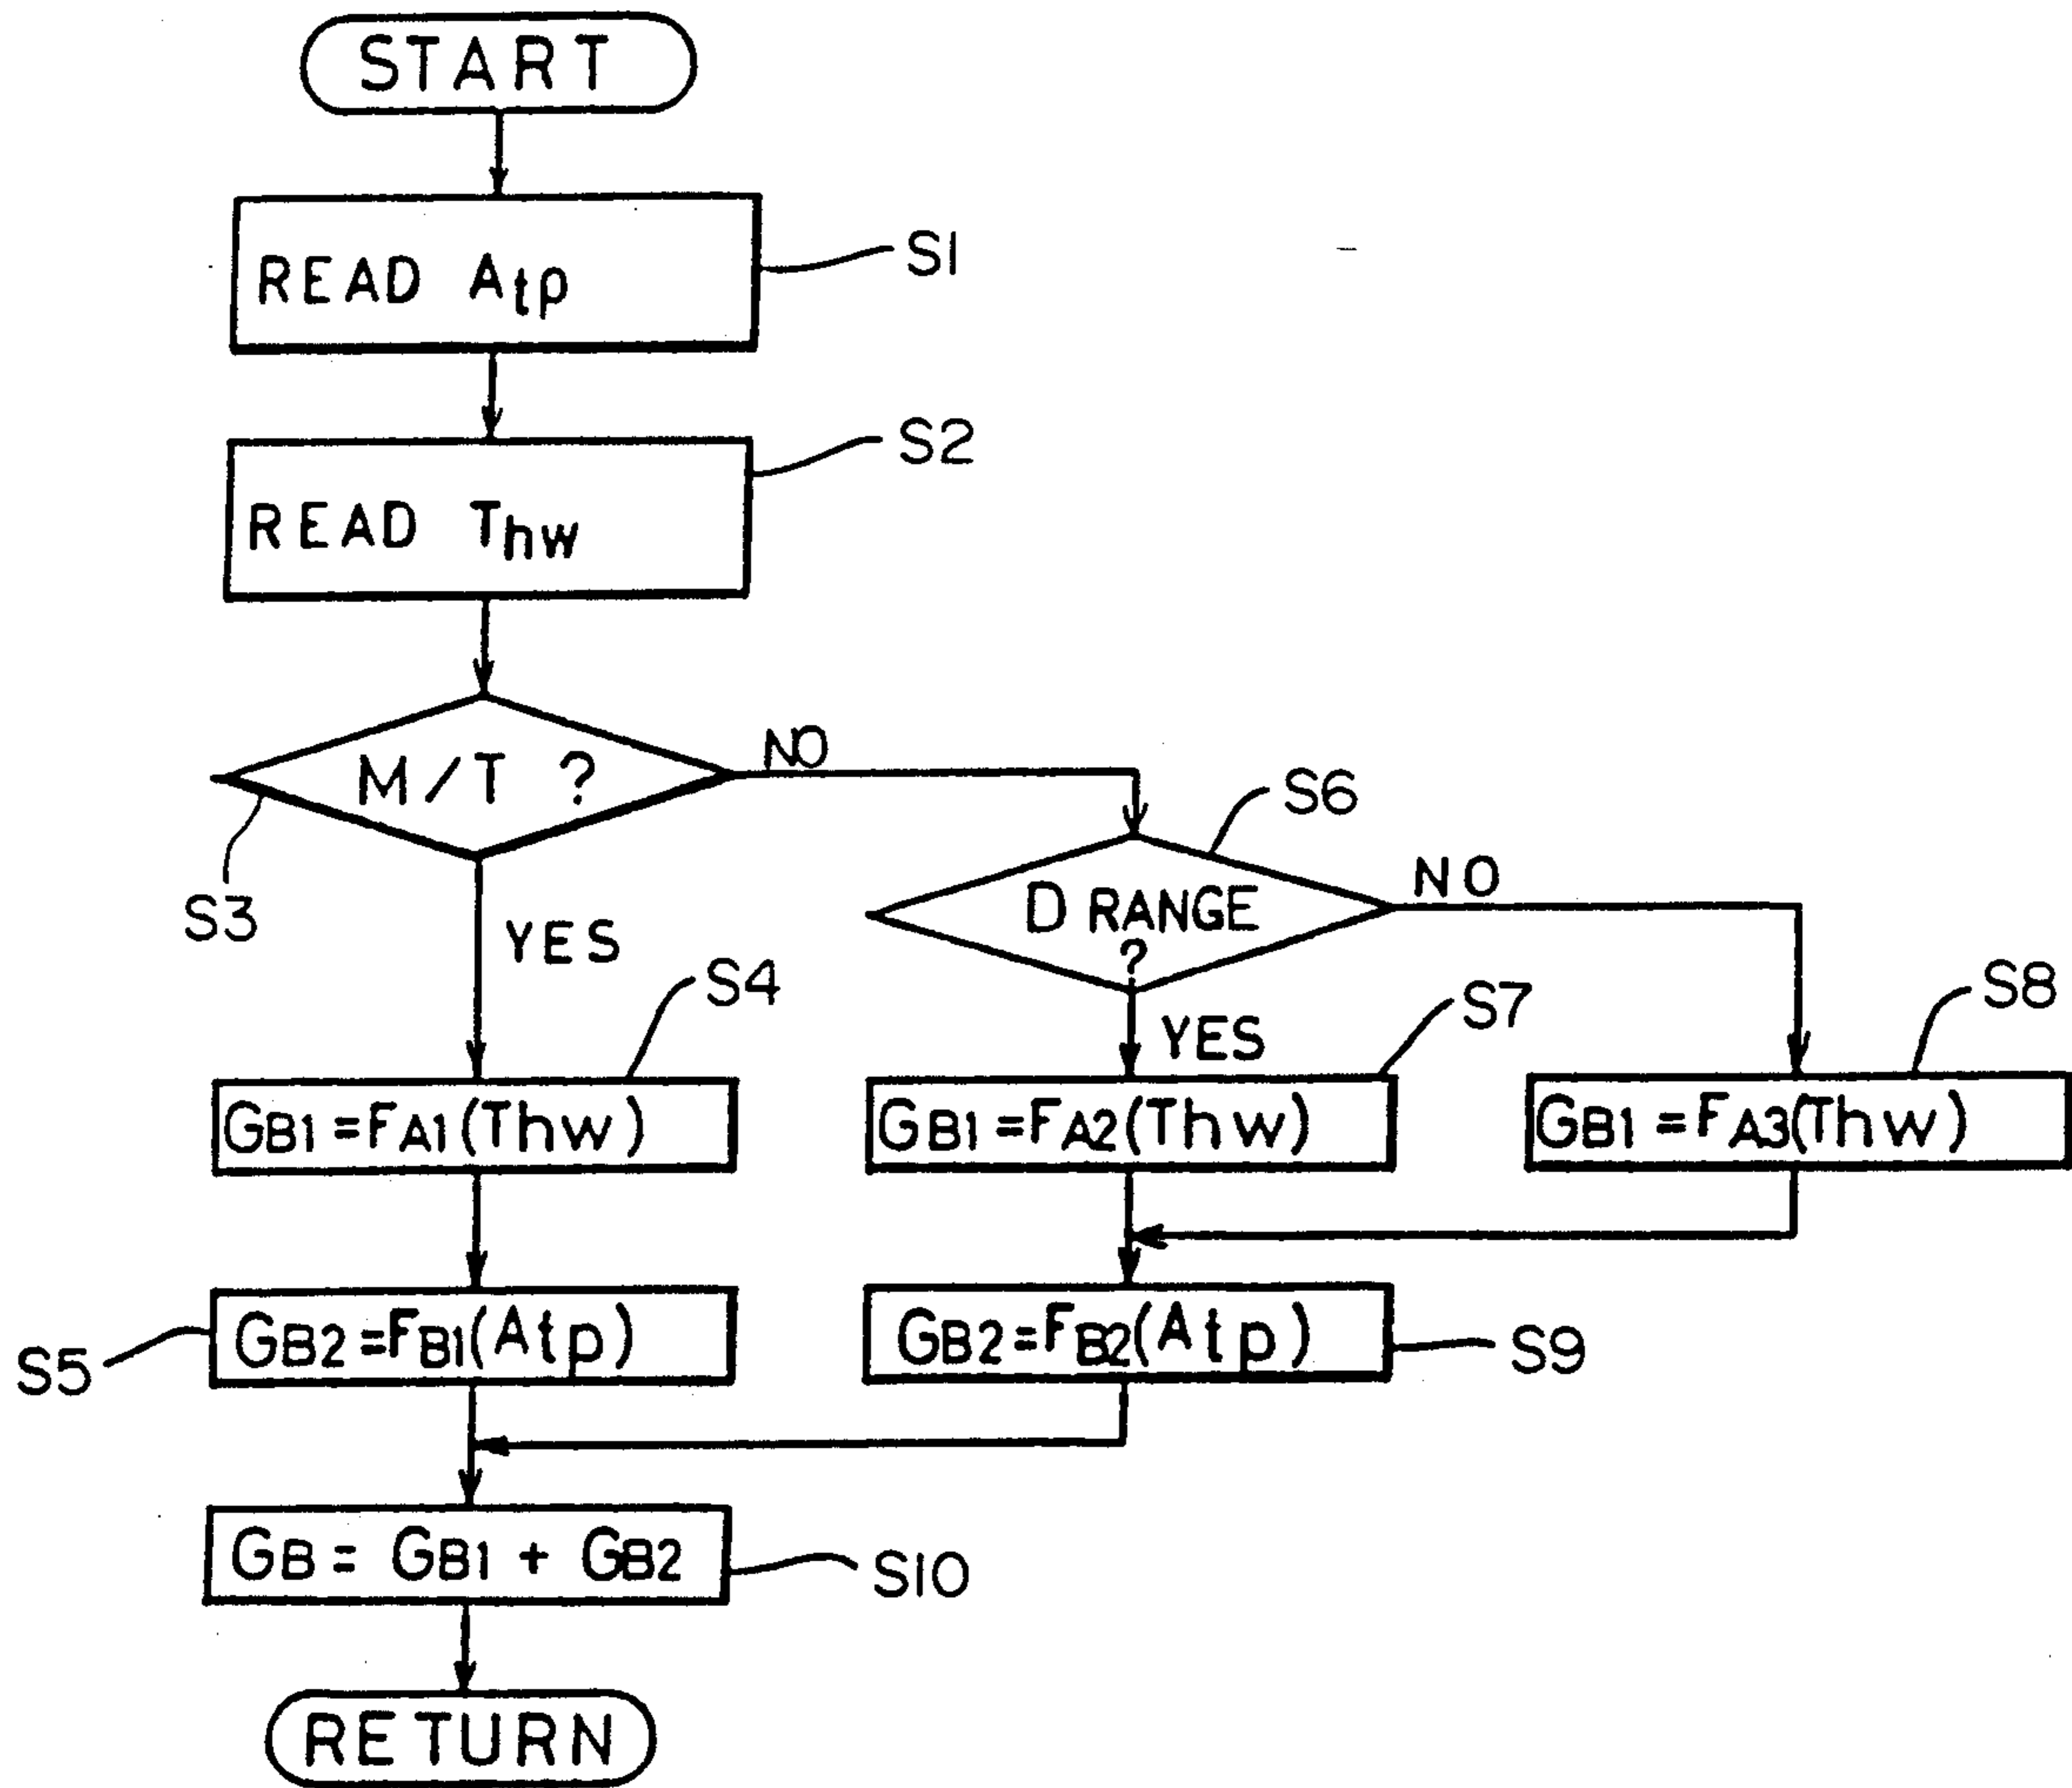 START
READ Atp
S1
READ Thw
S2
M/T ?
NO
S3
YES
D RANGE
?
S6
NO
YES
GB1=FA1(Thw)
S4
GB1=FA2(Thw)
S7
GB1=FA3(Thw)
S8
GB2=FB1(Atp)
S5
GB2=FB2(Atp)
S9
GB = GB1 + GB2
S10
RETURN